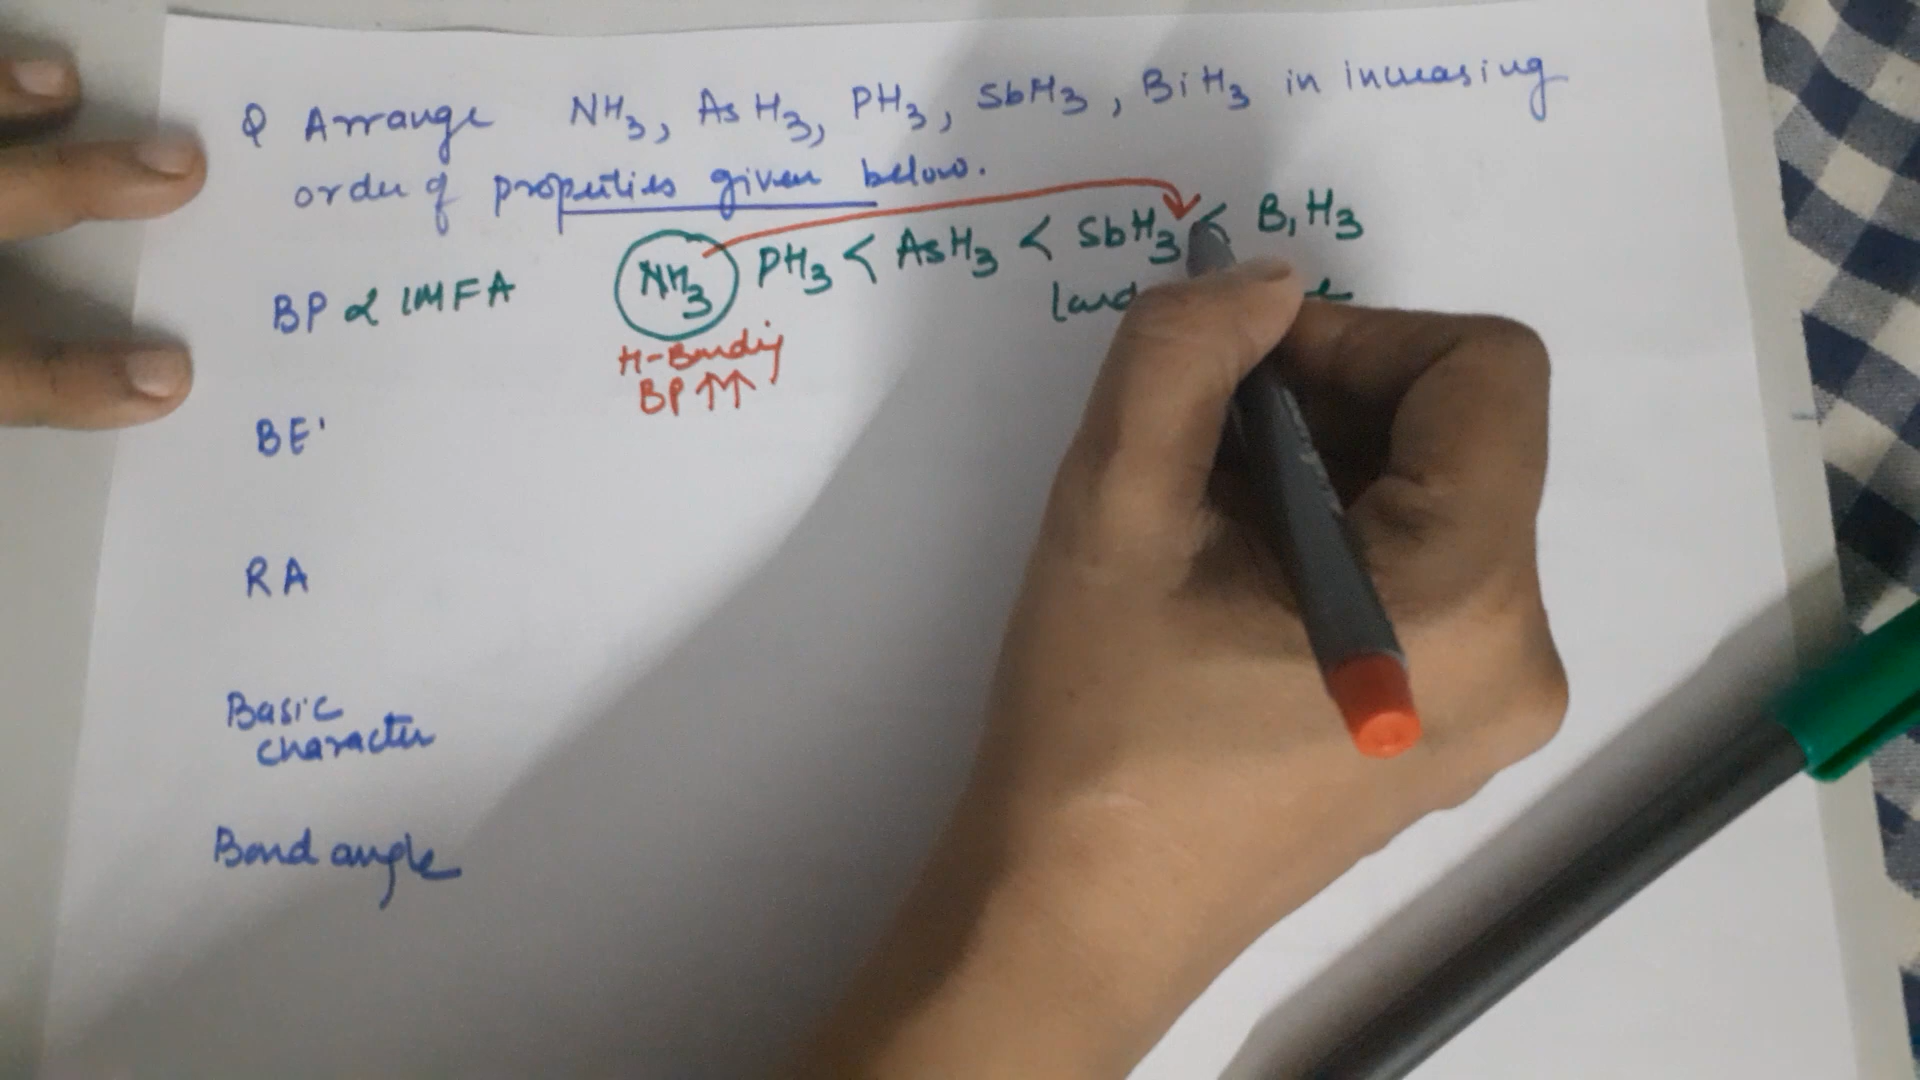 Q Arrange NH3, AsH3, PH3, SbH3, BiH3 in increasing
order of properties given below.
BP ∝ IMFA NH3 PH3 < AsH3 < SbH3 < BiH3
H-Bonding
BP↑↑
BE'
RA
Basic
character
Bond angle